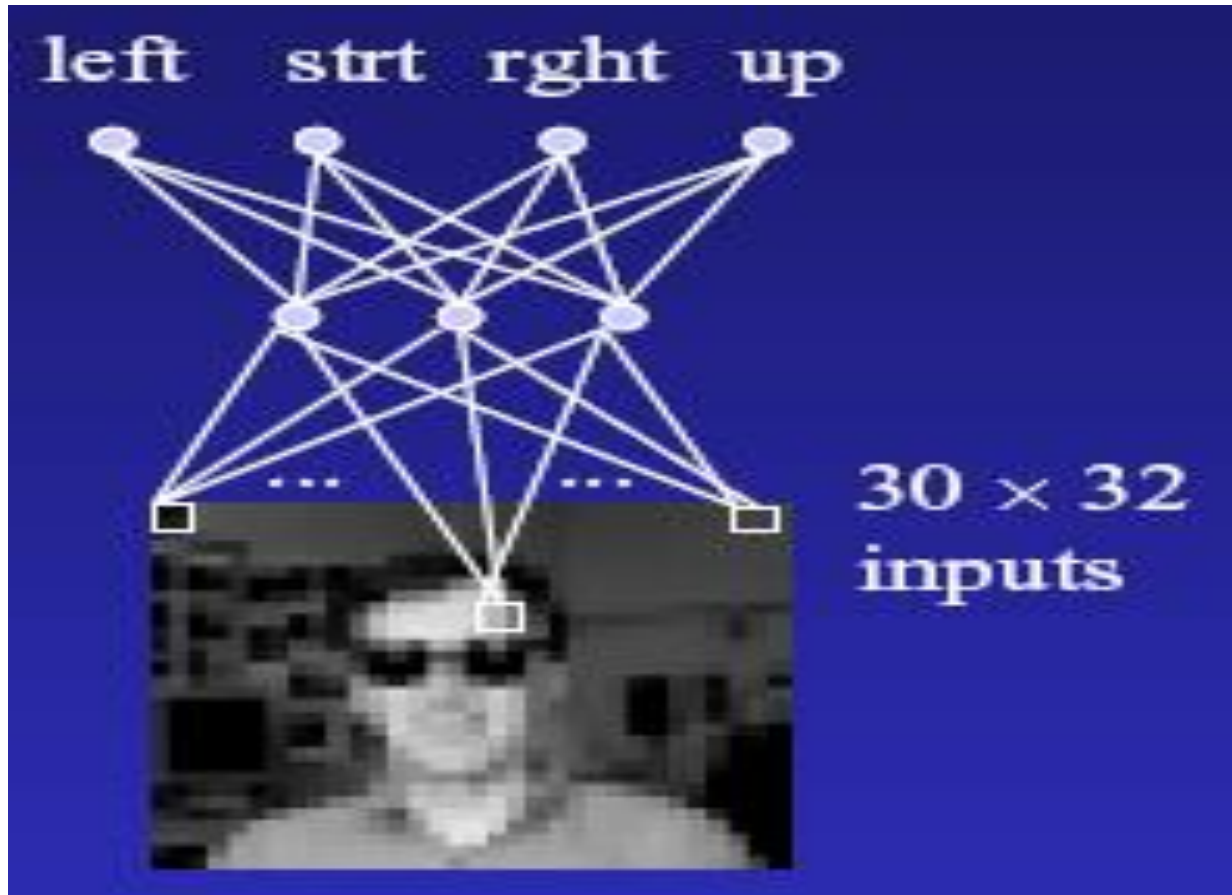 left strt rght up
... ...
30 × 32
inputs